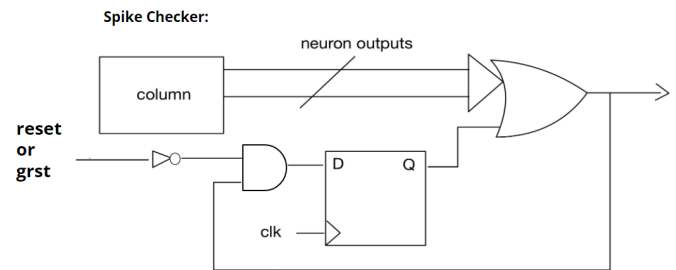 Spike Checker:
neuron outputs
column
reset
or
grst
D
Q
clk